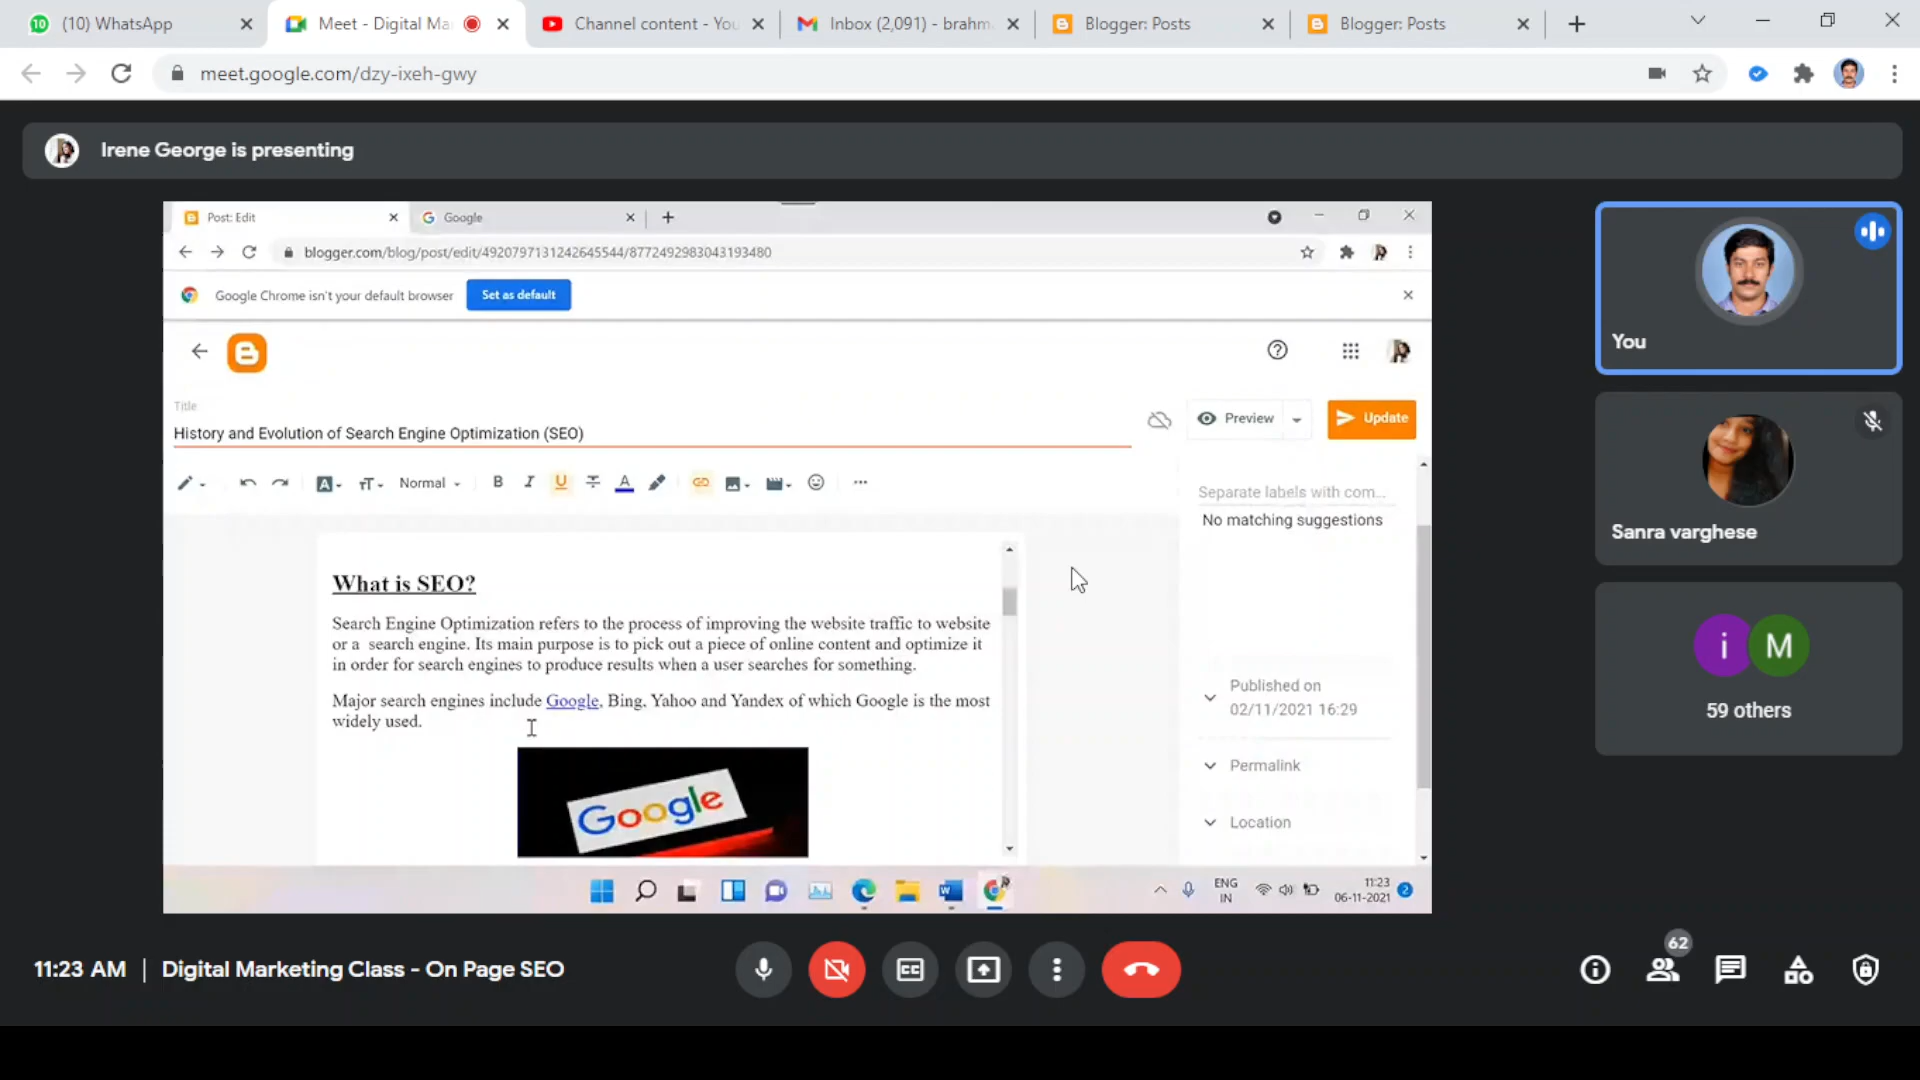 (10) WhatsApp
Meet - Digital Ma
Channel content - You
Inbox (2,091) - brahm
Blogger: Posts
Blogger: Posts
meet.google.com/dzy-ixeh-gwy
Irene George is presenting
Post: Edit
Google
blogger.com/blog/post/edit/4920797131242645544/8772492983043193480
Google Chrome isn't your default browser
Set as default
Title
History and Evolution of Search Engine Optimization (SEO)
Preview
Update
Normal
Separate labels with com...
No matching suggestions
What is SEO?
Search Engine Optimization refers to the process of improving the website traffic to website
or a search engine. Its main purpose is to pick out a piece of online content and optimize it
in order for search engines to produce results when a user searches for something.
Major search engines include Google, Bing, Yahoo and Yandex of which Google is the most
widely used.
Google
Published on
02/11/2021 16:29
Permalink
Location
ENG
IN
11:23
06-11-2021
2
You
Sanra varghese
i
M
59 others
11:23 AM | Digital Marketing Class - On Page SEO
CC
62